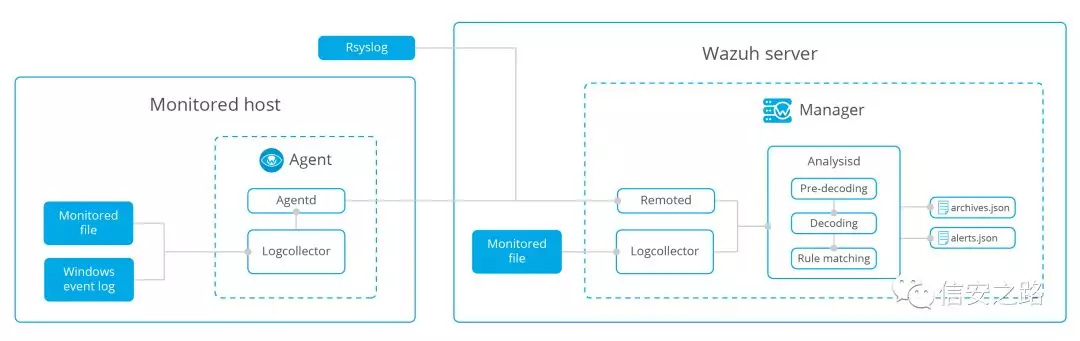 Rsyslog
Monitored host
Agent
Agentd
Monitored
file
Logcollector
Windows
event log
Wazuh server
Manager
Analysisd
Pre-decoding
Remoted
archives.json
Decoding
Monitored
file
Logcollector
alerts.json
Rule matching
信安之路